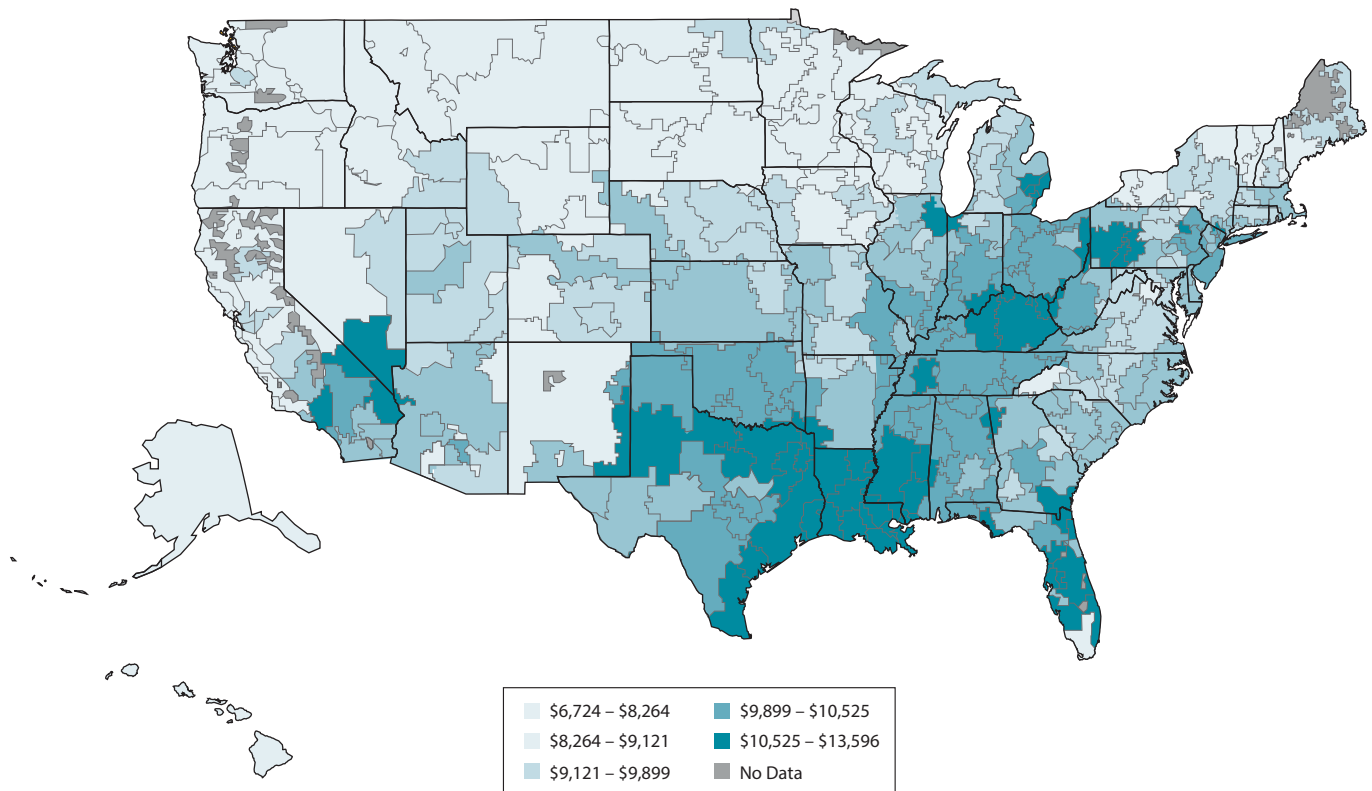 $6,724 – $8,264
$8,264 – $9,121
$9,121 – $9,899
$9,899 – $10,525
$10,525 – $13,596
No Data